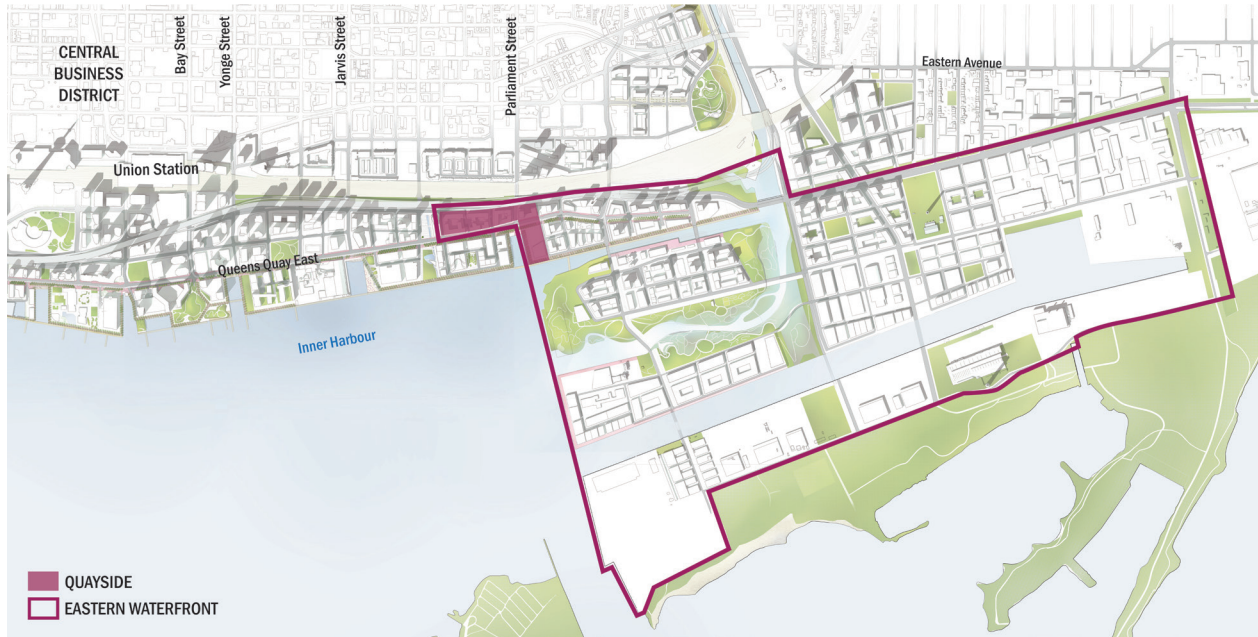 CENTRAL
BUSINESS
DISTRICT
Bay Street
Yonge Street
Jarvis Street
Parliament Street
Eastern Avenue
Union Station
Queens Quay East
Inner Harbour
QUAYSIDE
EASTERN WATERFRONT